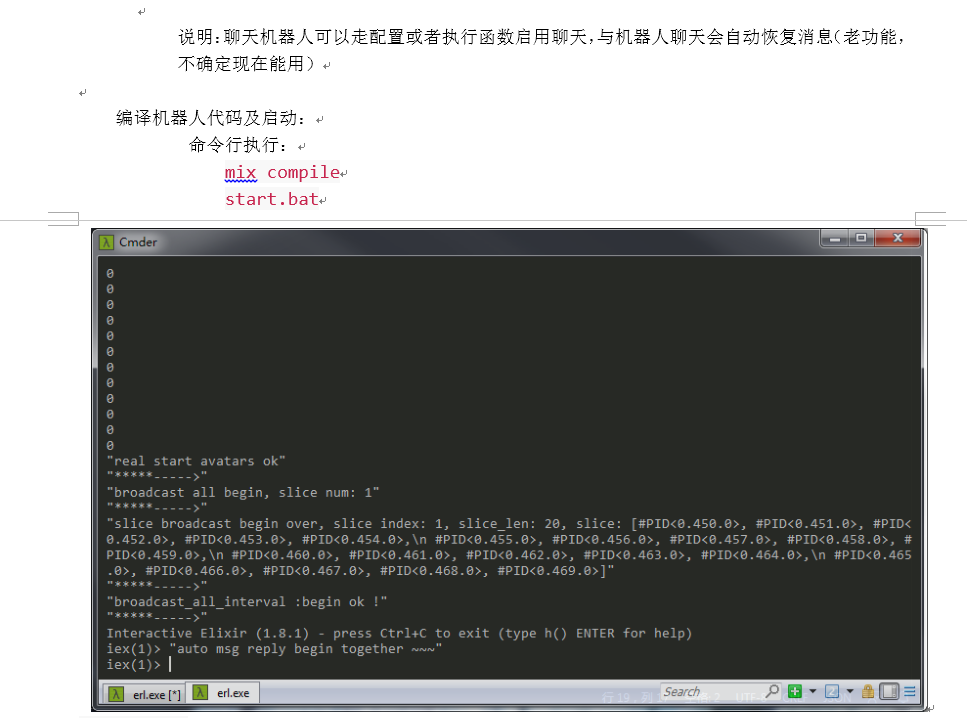 说明：聊天机器人可以走配置或者执行函数启用聊天，与机器人聊天会自动恢复消息（老功能，
不确定现在能用）
编译机器人代码及启动：
命令行执行：
mix compile
start.bat
Cmder
0
0
0
0
0
0
0
0
0
0
0
0
"real start avatars ok"
"*****----->"
"broadcast all begin, slice num: 1"
"*****----->"
"slice broadcast begin over, slice index: 1, slice_len: 20, slice: [#PID<0.450.0>, #PID<0.451.0>, #PID<
0.452.0>, #PID<0.453.0>, #PID<0.454.0>,\n #PID<0.455.0>, #PID<0.456.0>, #PID<0.457.0>, #PID<0.458.0>, #
PID<0.459.0>,\n #PID<0.460.0>, #PID<0.461.0>, #PID<0.462.0>, #PID<0.463.0>, #PID<0.464.0>,\n #PID<0.465
.0>, #PID<0.466.0>, #PID<0.467.0>, #PID<0.468.0>, #PID<0.469.0>]"
"*****----->"
"broadcast_all_interval :begin ok !"
"*****----->"
Interactive Elixir (1.8.1) - press Ctrl+C to exit (type h() ENTER for help)
iex(1)> "auto msg reply begin together ~~~"
iex(1)>
erl.exe [*] erl.exe Search